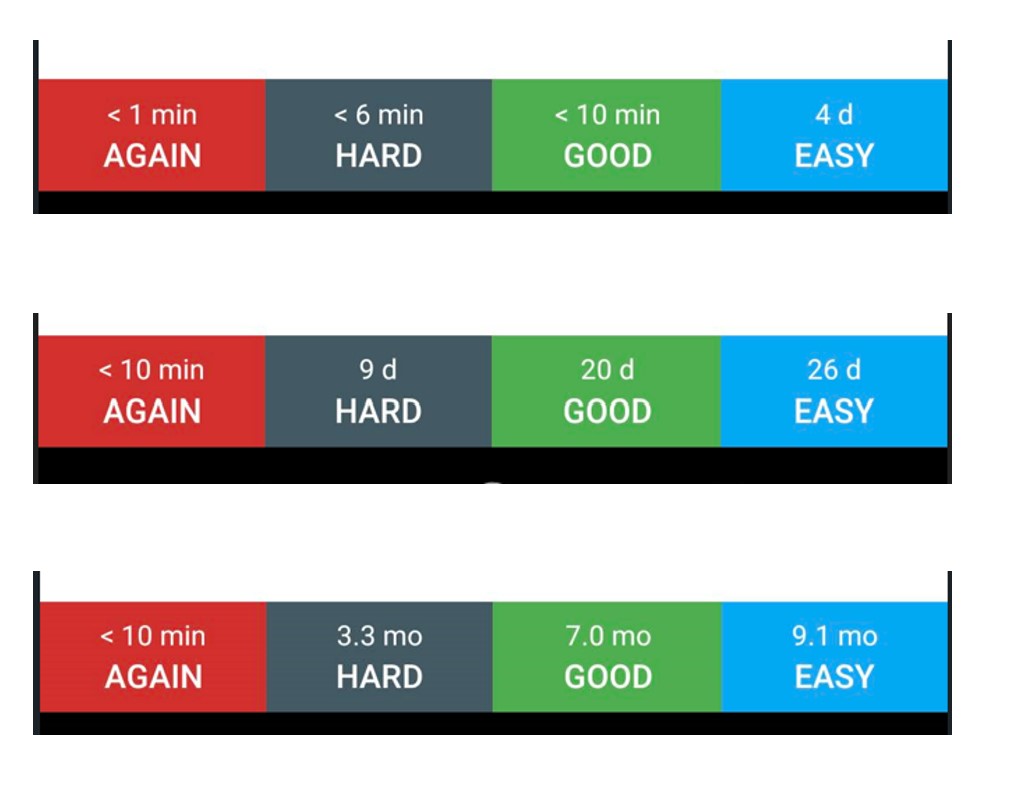 < 1 min < 6 min < 10 min 4 d
AGAIN HARD GOOD EASY
< 10 min 9 d 20 d 26 d
AGAIN HARD GOOD EASY
< 10 min 3.3 mo 7.0 mo 9.1 mo
AGAIN HARD GOOD EASY